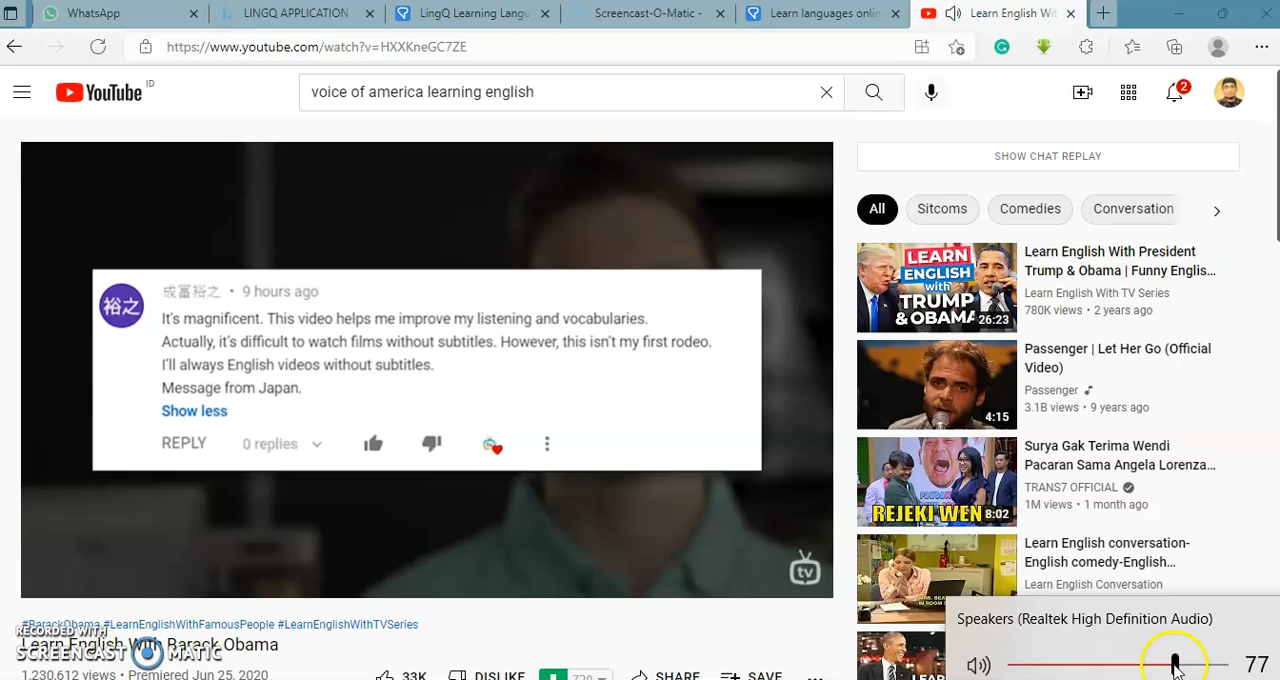 WhatsApp
LINGQ APPLICATION
LingQ Learning Langu
Screencast-O-Matic -
Learn languages onlin
Learn English Wit
https://www.youtube.com/watch?v=HXXKneGC7ZE
YouTube ID
voice of america learning english
2
SHOW CHAT REPLAY
All
Sitcoms
Comedies
Conversation
裕之
成冨裕之 • 9 hours ago
It's magnificent. This video helps me improve my listening and vocabularies.
Actually, it's difficult to watch films without subtitles. However, this isn't my first rodeo.
I'll always English videos without subtitles.
Message from Japan.
Show less
REPLY
0 replies
tv
LEARN
ENGLISH
with
TRUMP
& OBAMA
26:23
Learn English With President
Trump & Obama | Funny Englis...
Learn English With TV Series
780K views • 2 years ago
4:15
Passenger | Let Her Go (Official
Video)
Passenger
3.1B views • 9 years ago
REJEKI WEN
8:02
Surya Gak Terima Wendi
Pacaran Sama Angela Lorenza...
TRANS7 OFFICIAL
1M views • 1 month ago
Learn English conversation-
English comedy-English...
Learn English Conversation
#BarackObama #LearnEnglishWithFamousPeople #LearnEnglishWithTVSeries
Learn English With Barack Obama
1,230,612 views • Premiered Jun 25, 2020
33K
DISLIKE
720
SHARE
SAVE
RECORDED WITH
SCREENCAST MATIC
Speakers (Realtek High Definition Audio)
77